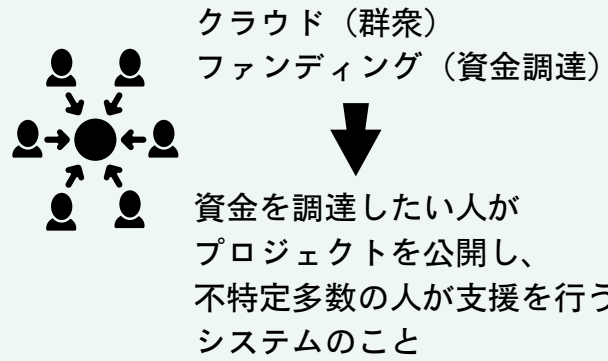 クラウド（群衆）
ファンディング（資金調達）
資金を調達したい人が
プロジェクトを公開し、
不特定多数の人が支援を行う
システムのこと